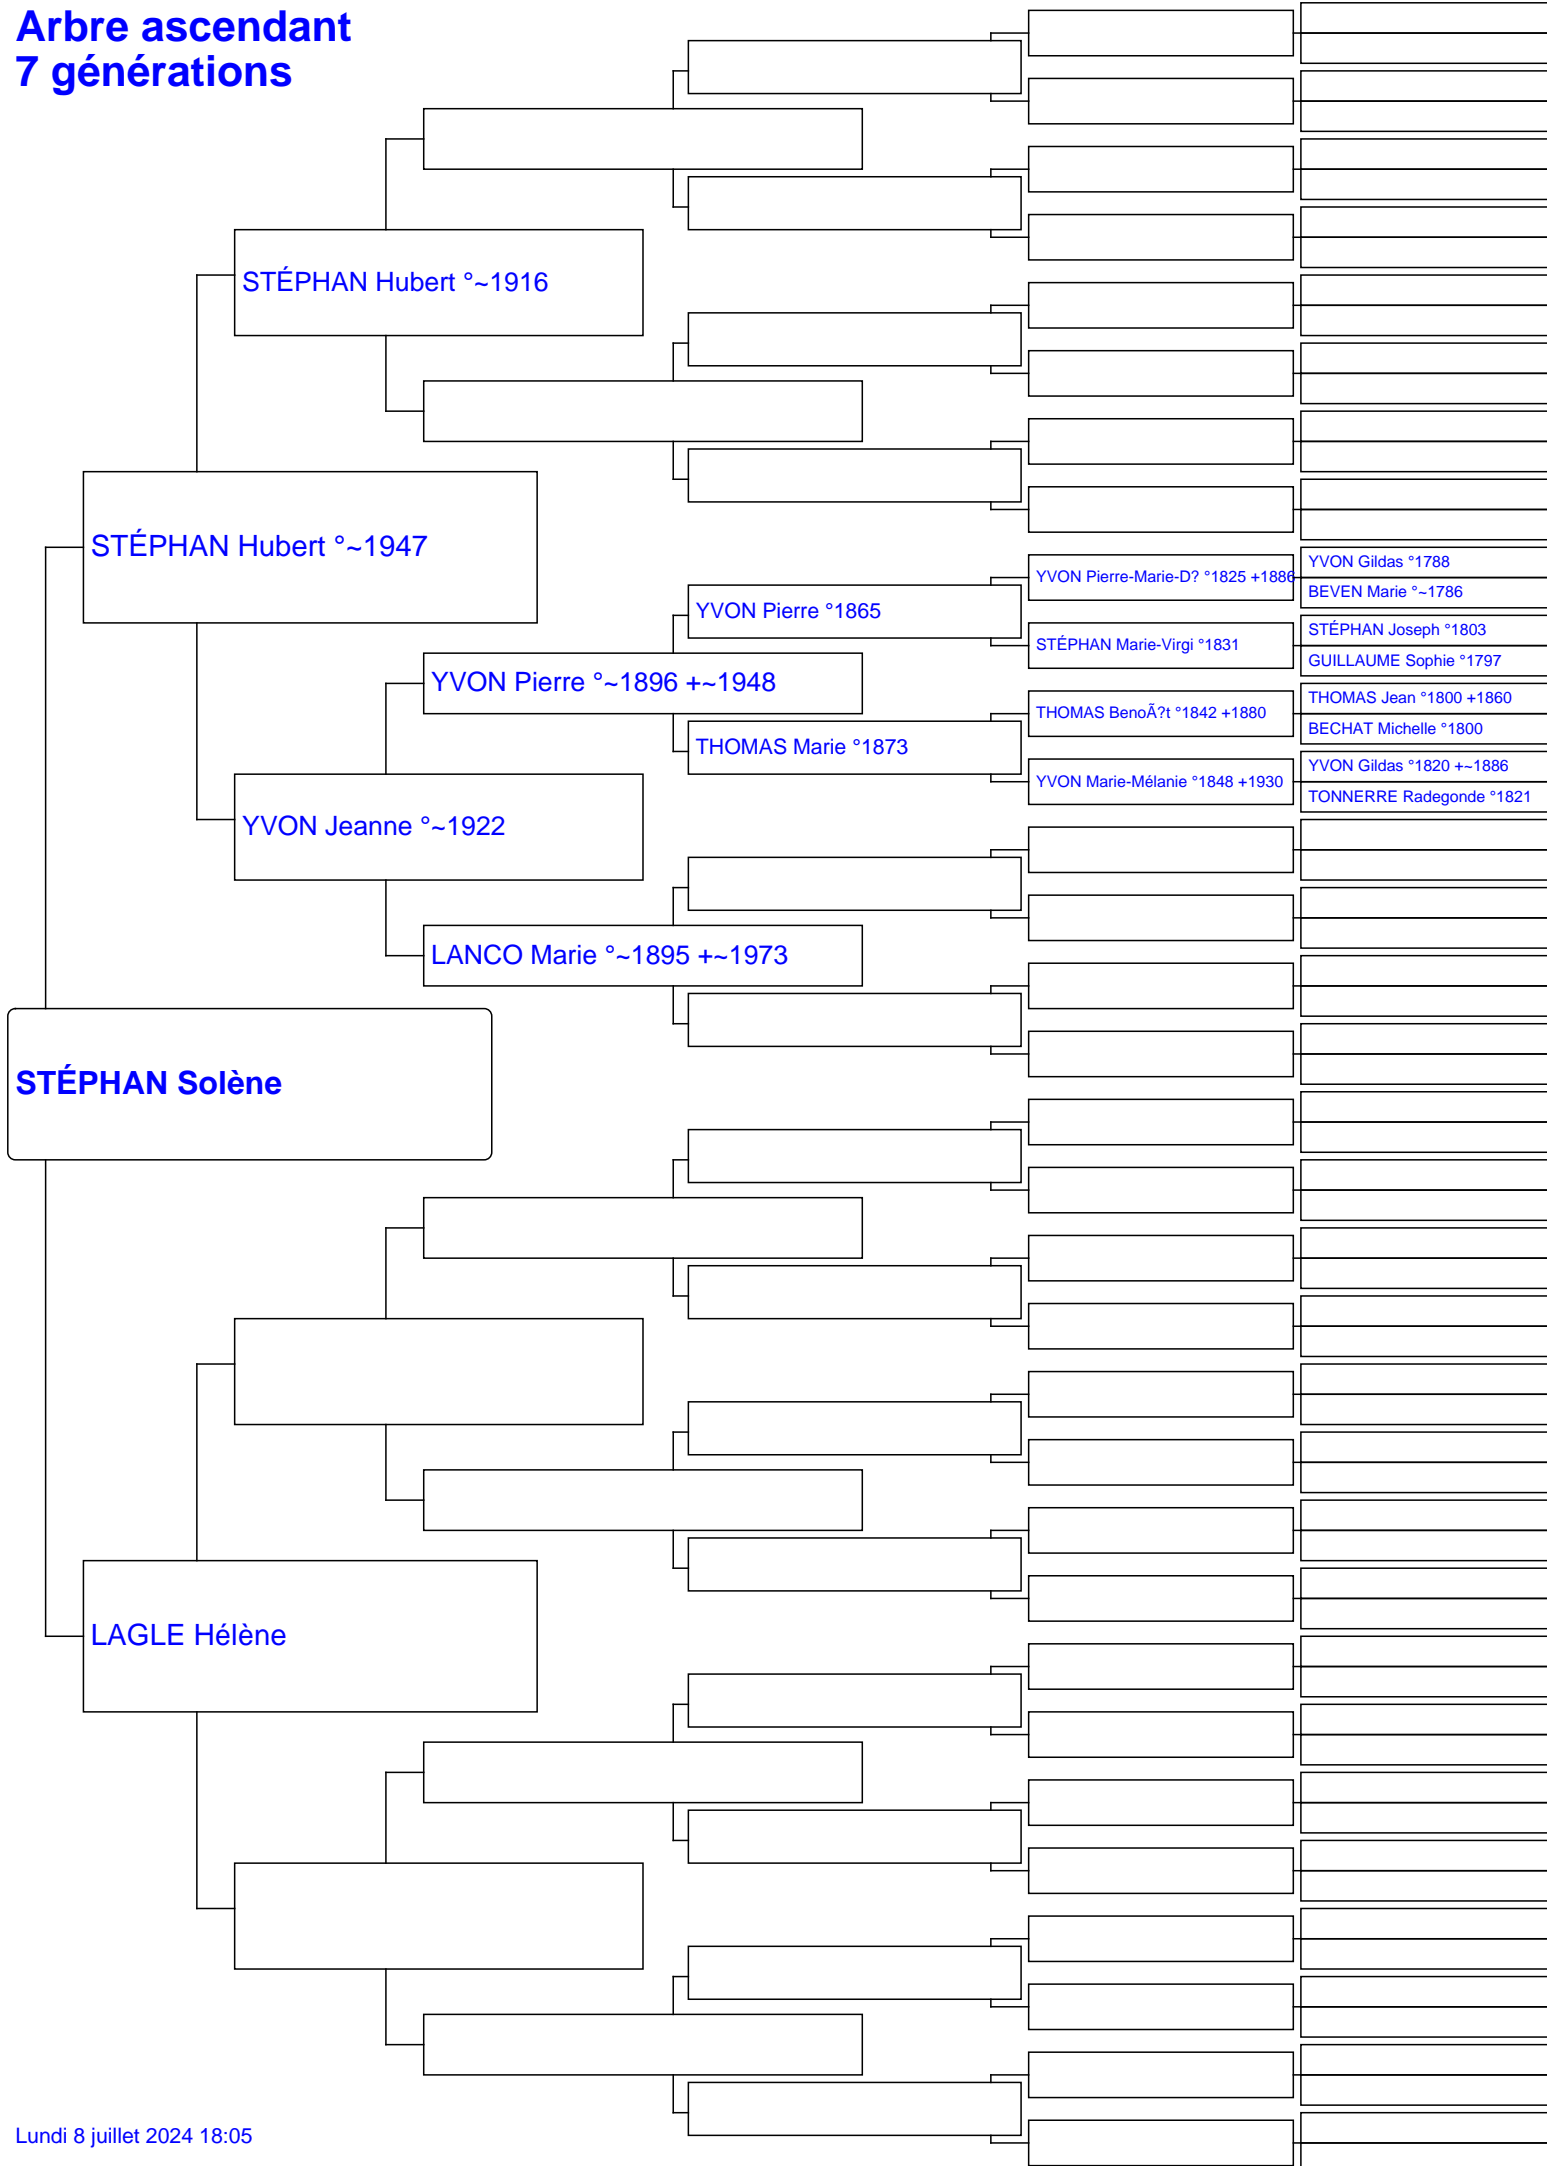 Arbre ascendant
7 générations
STÉPHAN Hubert °~1916
STÉPHAN Hubert °~1947
YVON Pierre-Marie-D? °1825 +1886
YVON Gildas °1788
BEVEN Marie °~1786
YVON Pierre °1865
STÉPHAN Marie-Virgi °1831
STÉPHAN Joseph °1803
GUILLAUME Sophie °1797
YVON Pierre °~1896 +~1948
THOMAS BenoÃ?t °1842 +1880
THOMAS Jean °1800 +1860
BECHAT Michelle °1800
THOMAS Marie °1873
YVON Marie-Mélanie °1848 +1930
YVON Gildas °1820 +~1886
TONNERRE Radegonde °1821
YVON Jeanne °~1922
LANCO Marie °~1895 +~1973
STÉPHAN Solène
LAGLE Hélène
Lundi 8 juillet 2024 18:05